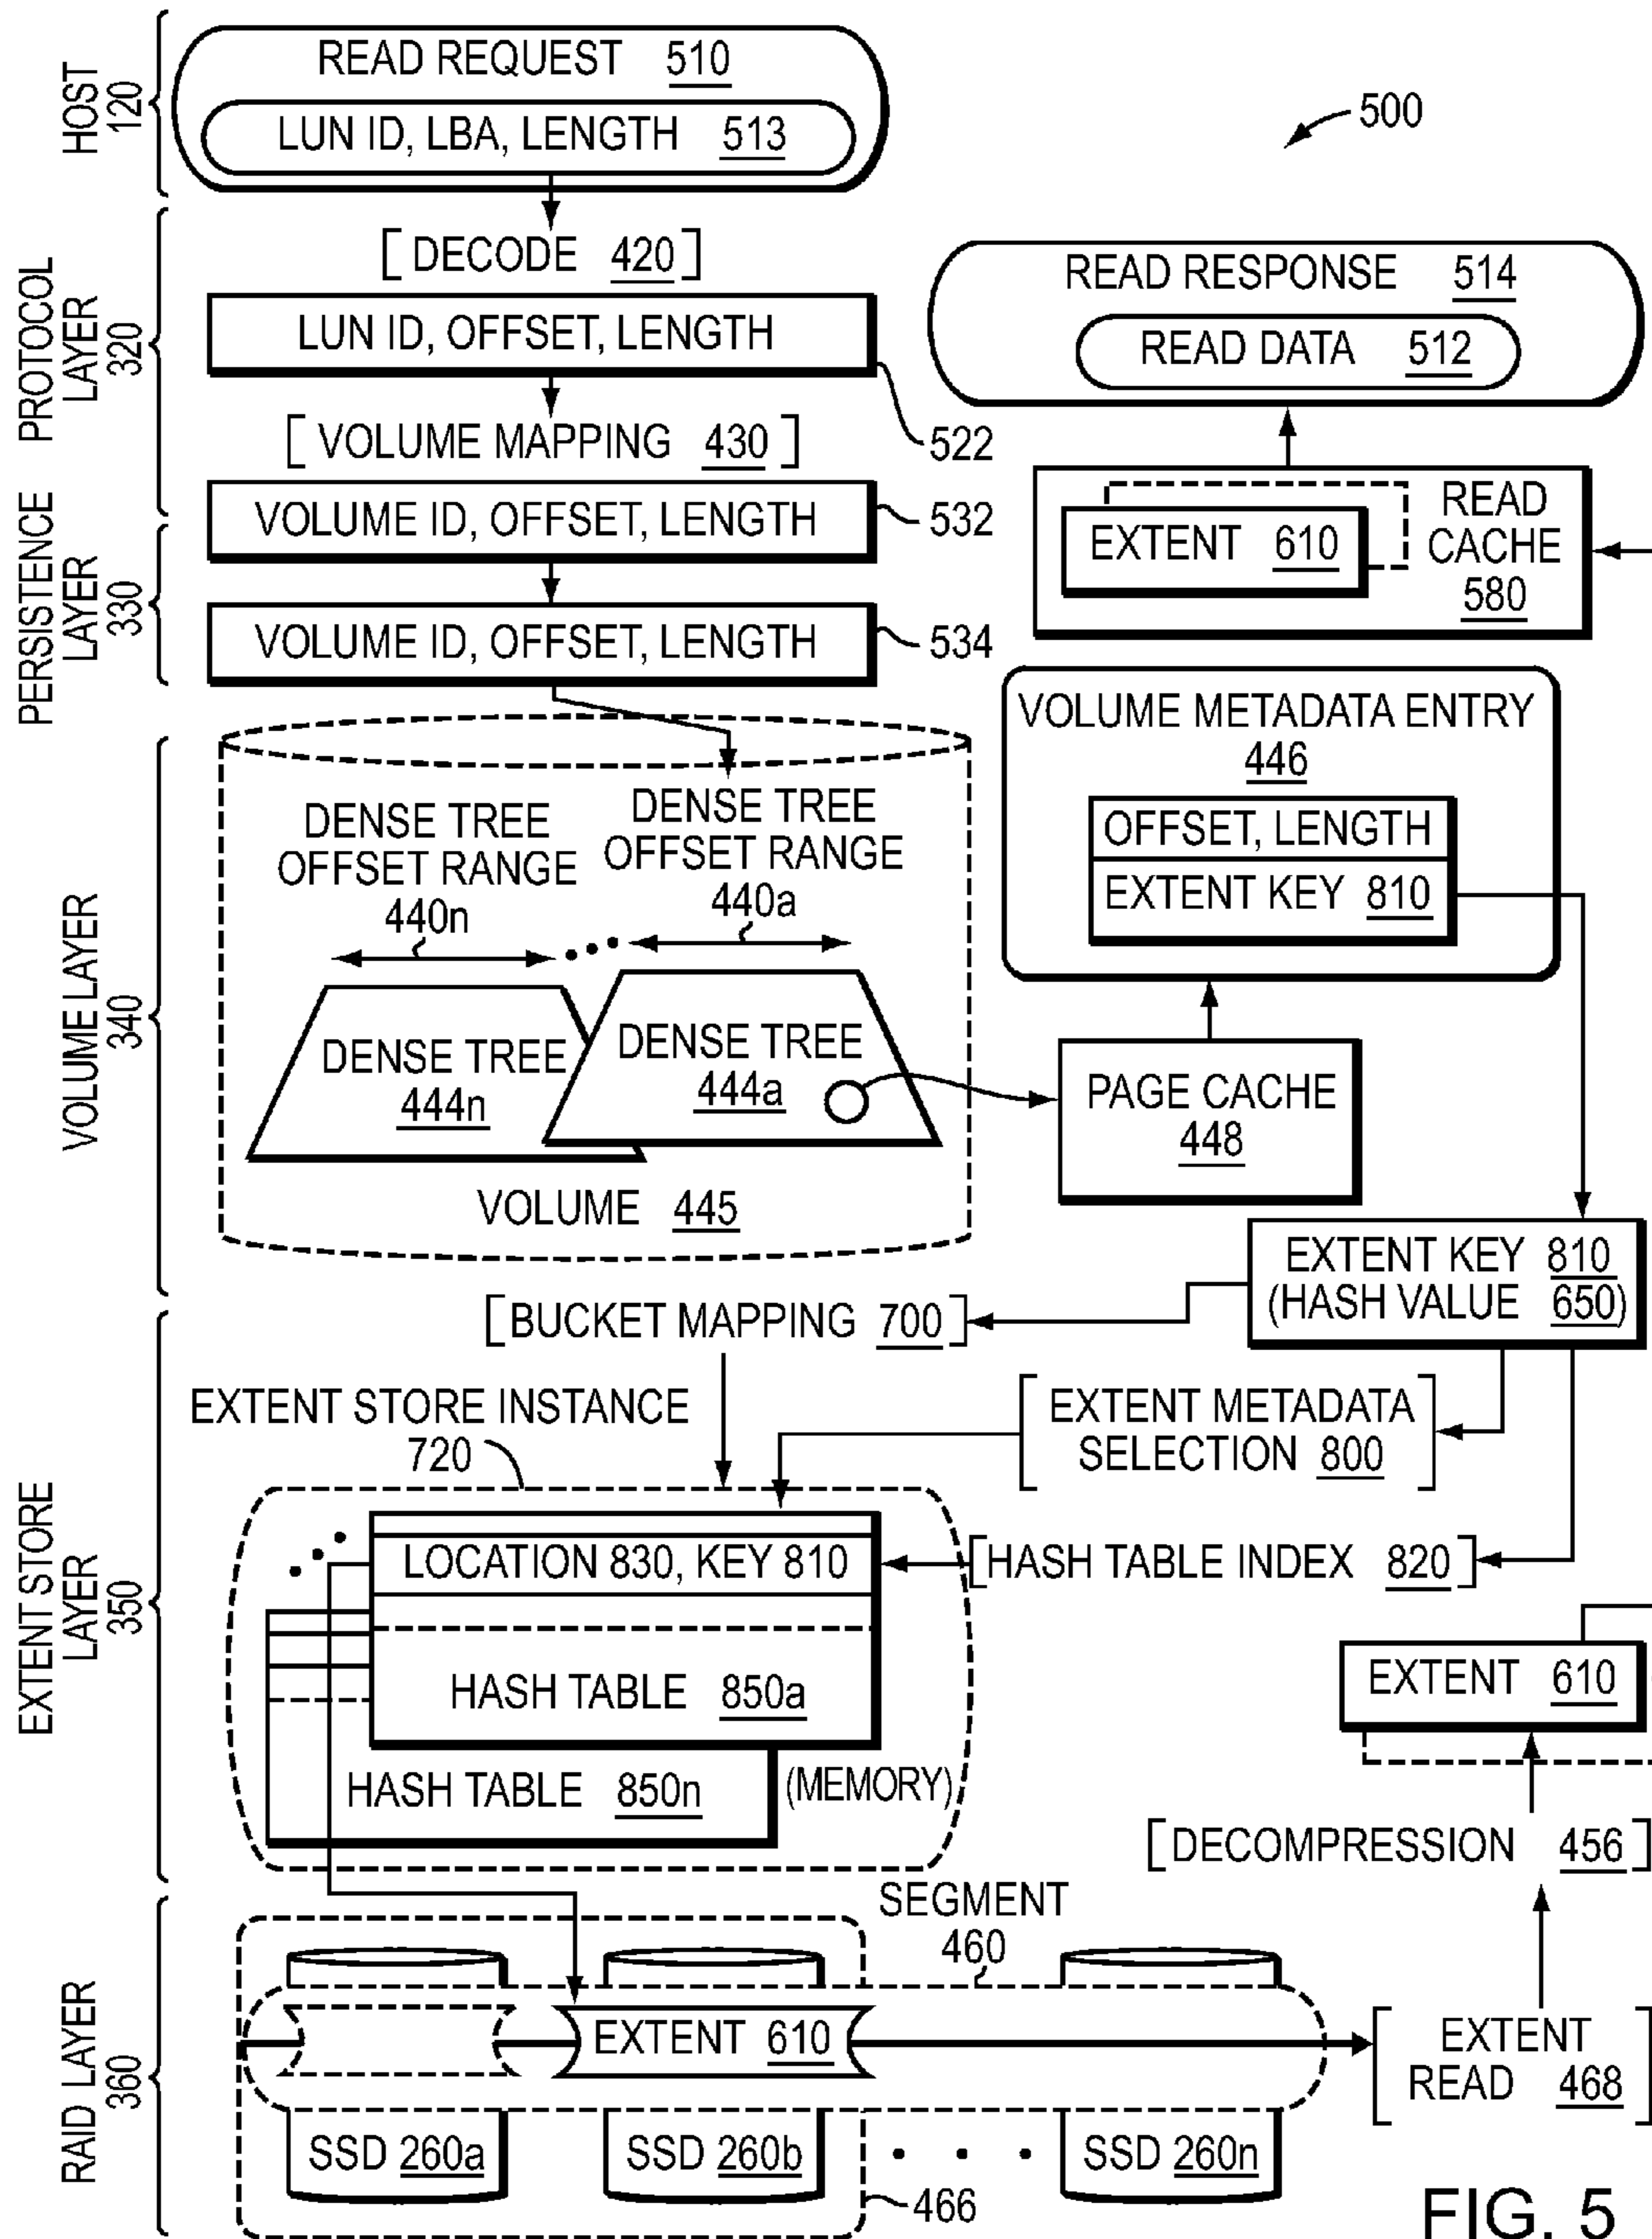 HOST
120
READ REQUEST 510
LUN ID, LBA, LENGTH 513
500
PROTOCOL
LAYER
320
[DECODE 420]
LUN ID, OFFSET, LENGTH
522
[VOLUME MAPPING 430]
VOLUME ID, OFFSET, LENGTH
532
PERSISTENCE
LAYER
330
VOLUME ID, OFFSET, LENGTH
534
READ RESPONSE 514
READ DATA 512
EXTENT 610
READ
CACHE
580
VOLUME LAYER
340
DENSE TREE
OFFSET RANGE
440n
DENSE TREE
OFFSET RANGE
440a
DENSE TREE
444n
DENSE TREE
444a
VOLUME 445
VOLUME METADATA ENTRY
446
OFFSET, LENGTH
EXTENT KEY 810
PAGE CACHE
448
EXTENT KEY 810
(HASH VALUE 650)
EXTENT STORE
LAYER
350
[BUCKET MAPPING 700]
EXTENT STORE INSTANCE
720
[EXTENT METADATA
SELECTION 800]
LOCATION 830, KEY 810
[HASH TABLE INDEX 820]
HASH TABLE 850a
HASH TABLE 850n
(MEMORY)
EXTENT 610
[DECOMPRESSION 456]
RAID LAYER
360
SEGMENT
460
EXTENT 610
[EXTENT
READ 468]
SSD 260a
SSD 260b
SSD 260n
466
FIG. 5